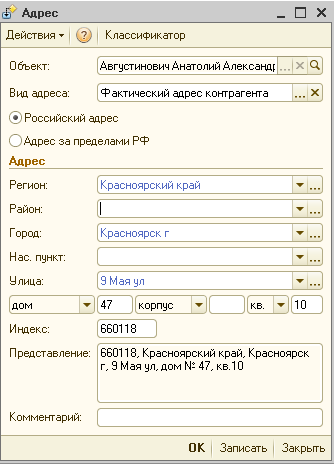 Адрес
Действия ? Классификатор
Объект: Августинович Анатолий Александр ...
Вид адреса: Фактический адрес контрагента ...
Российский адрес
Адрес за пределами РФ
Адрес
Регион: Красноярский край ...
Район: ...
Город: Красноярск г ...
Нас. пункт: ...
Улица: 9 Мая ул ...
дом 47 корпус кв. 10
Индекс: 660118
Представление: 660118, Красноярский край, Красноярск
г, 9 Мая ул, дом № 47, кв.10
Комментарий:
OK Записать Закрыть